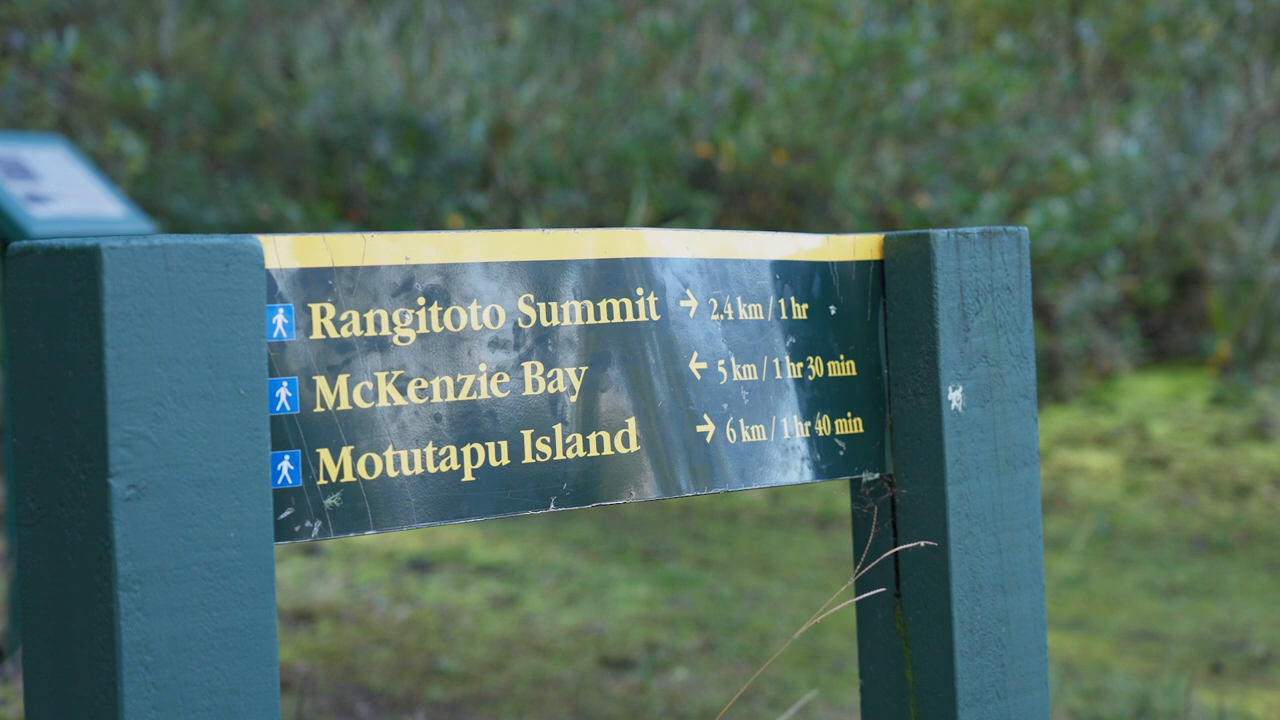 Rangitoto Summit → 2.4 km / 1 hr
McKenzie Bay ← 5 km / 1 hr 30 min
Motutapu Island → 6 km / 1 hr 40 min